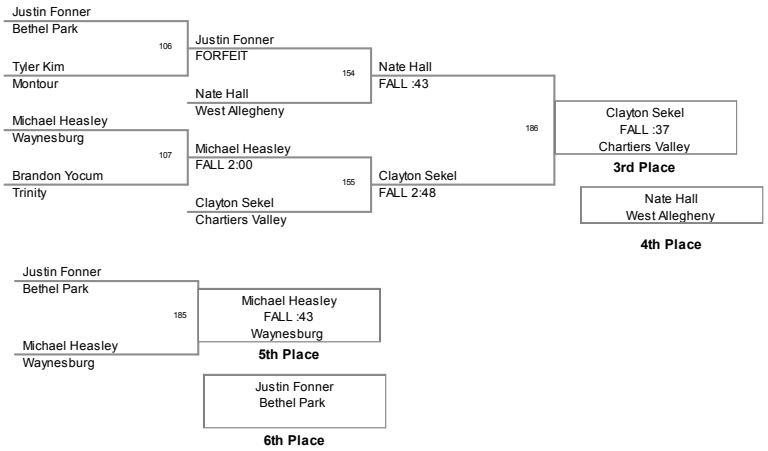 Justin Fonner
Bethel Park
106
Tyler Kim
Montour
Justin Fonner
FORFEIT
154
Nate Hall
West Allegheny
Michael Heasley
Waynesburg
107
Brandon Yocum
Trinity
Michael Heasley
FALL 2:00
155
Clayton Sekel
Chartiers Valley
Nate Hall
FALL :43
186
Clayton Sekel
FALL 2:48
Clayton Sekel
FALL :37
Chartiers Valley
3rd Place
Nate Hall
West Allegheny
4th Place
Justin Fonner
Bethel Park
185
Michael Heasley
Waynesburg
Michael Heasley
FALL :43
Waynesburg
5th Place
Justin Fonner
Bethel Park
6th Place